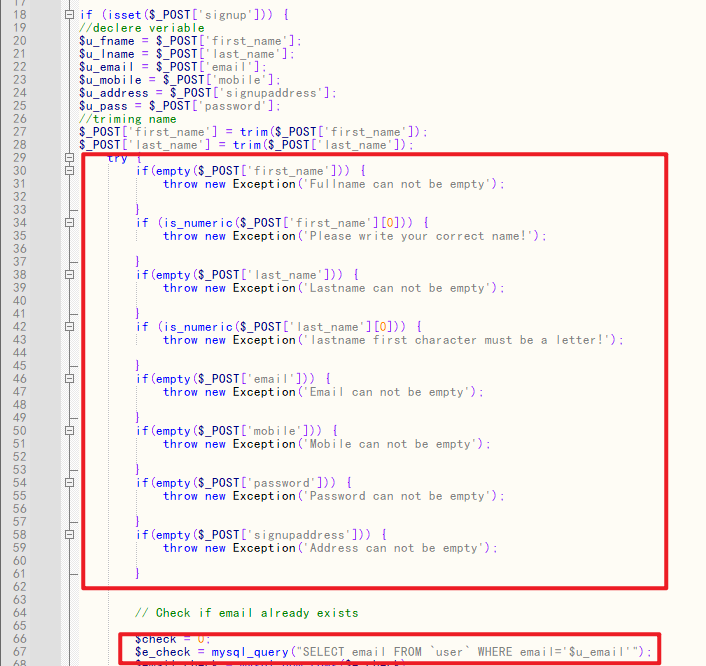 17
18 if (isset($_POST['signup'])) {
19 //declere veriable
20 $u_fname = $_POST['first_name'];
21 $u_lname = $_POST['last_name'];
22 $u_email = $_POST['email'];
23 $u_mobile = $_POST['mobile'];
24 $u_address = $_POST['signupaddress'];
25 $u_pass = $_POST['password'];
26 //triming name
27 $_POST['first_name'] = trim($_POST['first_name']);
28 $_POST['last_name'] = trim($_POST['last_name']);
29 try {
30 if(empty($_POST['first_name'])) {
31 throw new Exception('Fullname can not be empty');
32
33 }
34 if (is_numeric($_POST['first_name'][0])) {
35 throw new Exception('Please write your correct name!');
36
37 }
38 if(empty($_POST['last_name'])) {
39 throw new Exception('Lastname can not be empty');
40
41 }
42 if (is_numeric($_POST['last_name'][0])) {
43 throw new Exception('lastname first character must be a letter!');
44
45 }
46 if(empty($_POST['email'])) {
47 throw new Exception('Email can not be empty');
48
49 }
50 if(empty($_POST['mobile'])) {
51 throw new Exception('Mobile can not be empty');
52
53 }
54 if(empty($_POST['password'])) {
55 throw new Exception('Password can not be empty');
56
57 }
58 if(empty($_POST['signupaddress'])) {
59 throw new Exception('Address can not be empty');
60
61 }
62
63
64 // Check if email already exists
65
66 $check = 0;
67 $e_check = mysql_query("SELECT email FROM `user` WHERE email='$u_email'");
68